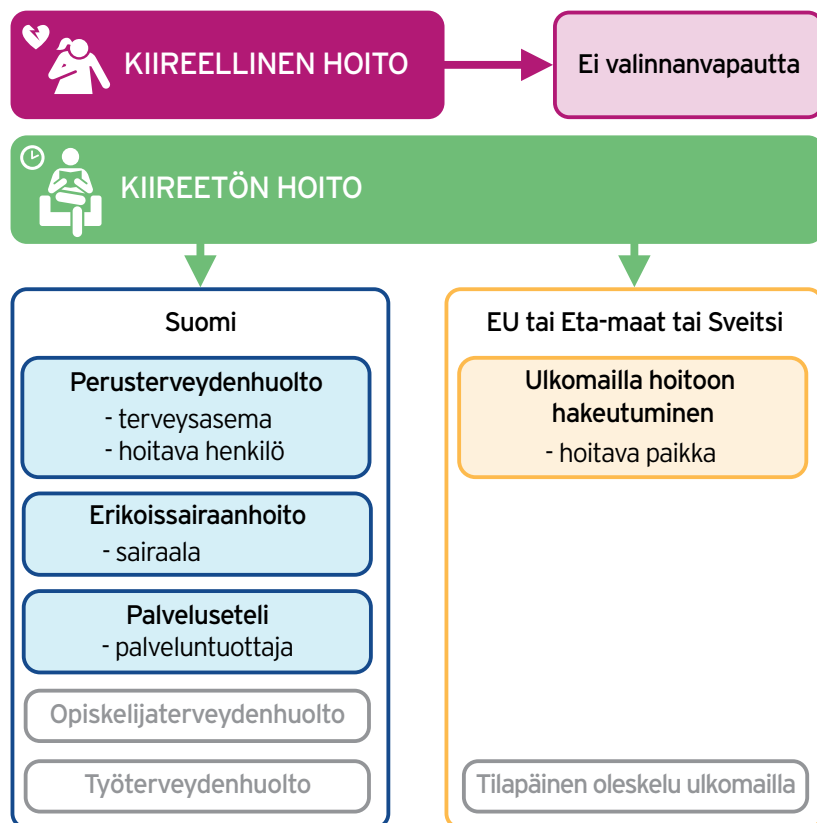 KIIREELLINEN HOITO
Ei valinnanvapautta
KIIREETÖN HOITO
Suomi
Perusterveydenhuolto
- terveysasema
- hoitava henkilö
Erikoissairaanhoito
- sairaala
Palveluseteli
- palveluntuottaja
Opiskelijaterveydenhuolto
Työterveydenhuolto
EU tai Eta-maat tai Sveitsi
Ulkomailla hoitoon
hakeutuminen
- hoitava paikka
Tilapäinen oleskelu ulkomailla